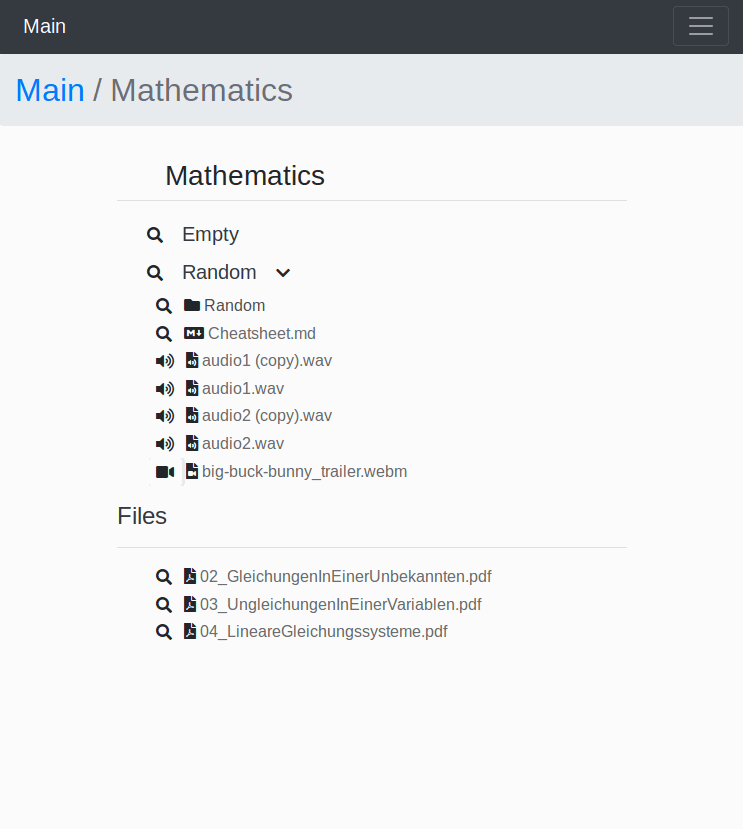 Main
Main / Mathematics
Mathematics
Empty
Random
Random
Cheatsheet.md
audio1 (copy).wav
audio1.wav
audio2 (copy).wav
audio2.wav
big-buck-bunny_trailer.webm
Files
02_GleichungenInEinerUnbekannten.pdf
03_UngleichungenInEinerVariablen.pdf
04_LineareGleichungssysteme.pdf